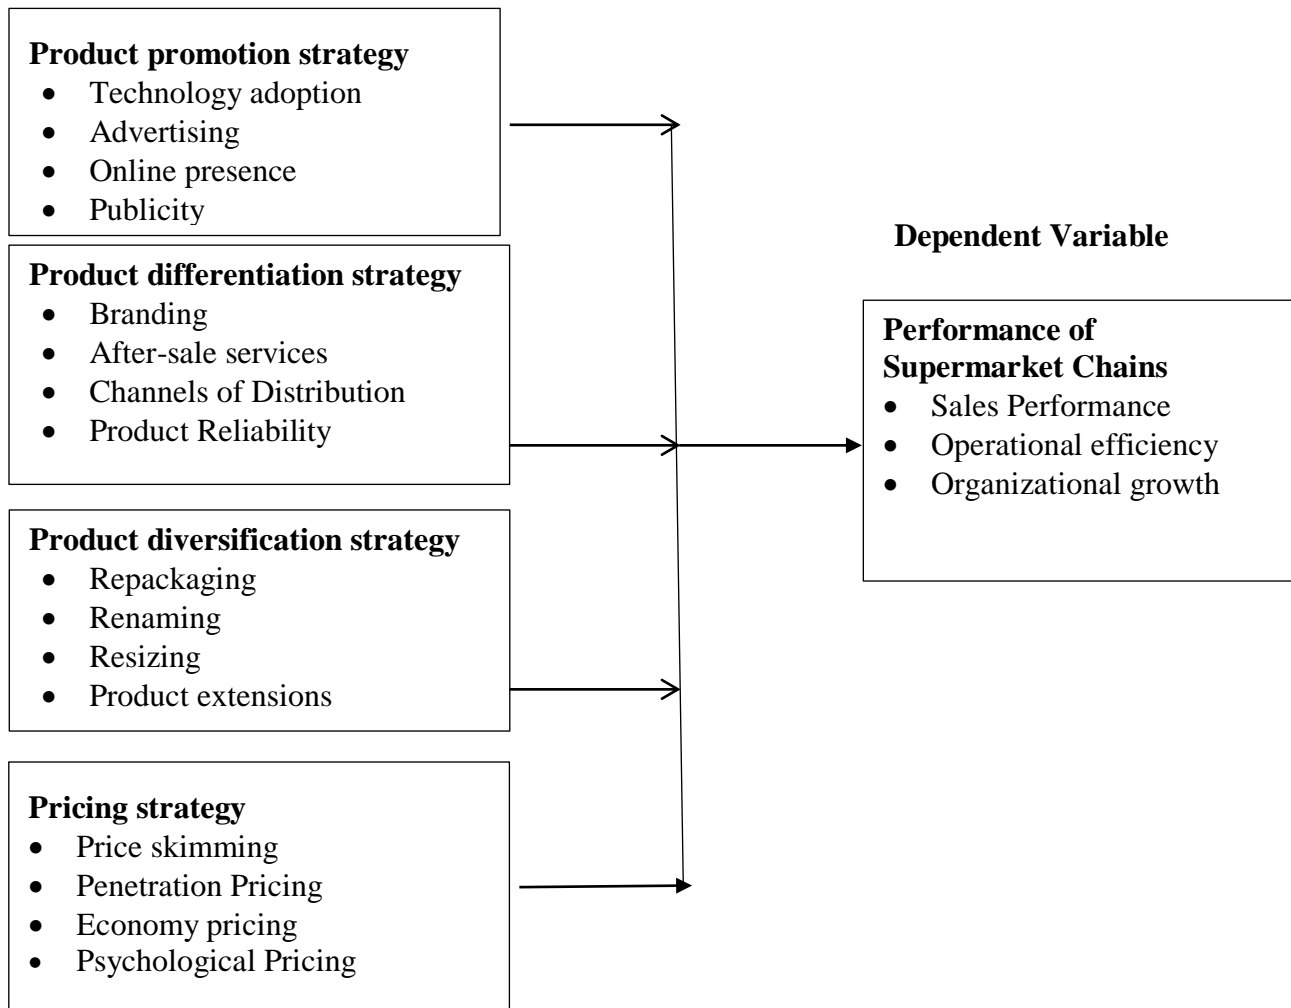 Product promotion strategy
• Technology adoption
• Advertising
• Online presence
• Publicity
Product differentiation strategy
• Branding
• After-sale services
• Channels of Distribution
• Product Reliability
Product diversification strategy
• Repackaging
• Renaming
• Resizing
• Product extensions
Pricing strategy
• Price skimming
• Penetration Pricing
• Economy pricing
• Psychological Pricing
Dependent Variable
Performance of
Supermarket Chains
• Sales Performance
• Operational efficiency
• Organizational growth